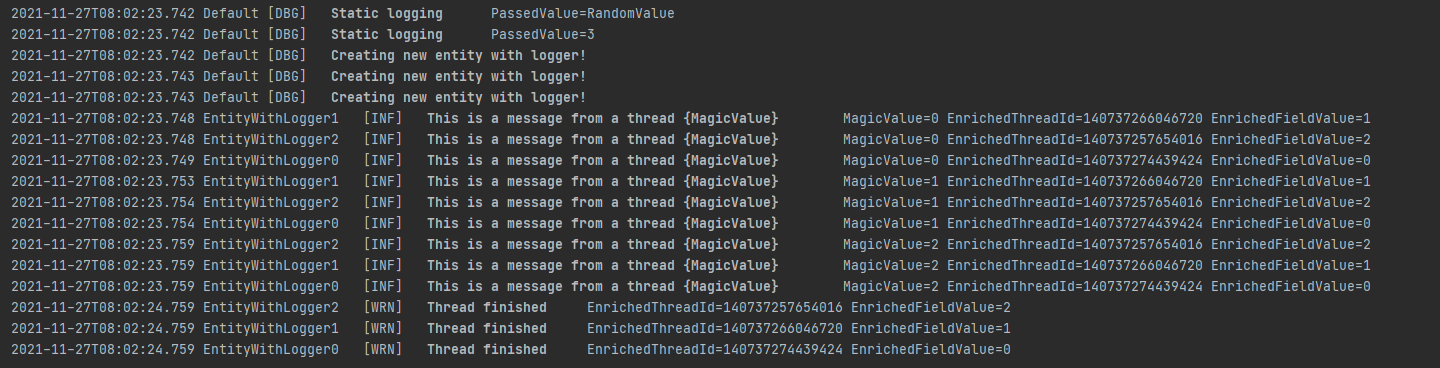 2021-11-27T08:02:23.742 Default [DBG]   Static logging      PassedValue=RandomValue
2021-11-27T08:02:23.742 Default [DBG]   Static logging      PassedValue=3
2021-11-27T08:02:23.742 Default [DBG]   Creating new entity with logger!
2021-11-27T08:02:23.743 Default [DBG]   Creating new entity with logger!
2021-11-27T08:02:23.743 Default [DBG]   Creating new entity with logger!
2021-11-27T08:02:23.748 EntityWithLogger1   [INF]   This is a message from a thread {MagicValue}        MagicValue=0 EnrichedThreadId=140737266046720 EnrichedFieldValue=1
2021-11-27T08:02:23.748 EntityWithLogger2   [INF]   This is a message from a thread {MagicValue}        MagicValue=0 EnrichedThreadId=140737257654016 EnrichedFieldValue=2
2021-11-27T08:02:23.749 EntityWithLogger0   [INF]   This is a message from a thread {MagicValue}        MagicValue=0 EnrichedThreadId=140737274439424 EnrichedFieldValue=0
2021-11-27T08:02:23.753 EntityWithLogger1   [INF]   This is a message from a thread {MagicValue}        MagicValue=1 EnrichedThreadId=140737266046720 EnrichedFieldValue=1
2021-11-27T08:02:23.754 EntityWithLogger2   [INF]   This is a message from a thread {MagicValue}        MagicValue=1 EnrichedThreadId=140737257654016 EnrichedFieldValue=2
2021-11-27T08:02:23.754 EntityWithLogger0   [INF]   This is a message from a thread {MagicValue}        MagicValue=1 EnrichedThreadId=140737274439424 EnrichedFieldValue=0
2021-11-27T08:02:23.759 EntityWithLogger2   [INF]   This is a message from a thread {MagicValue}        MagicValue=2 EnrichedThreadId=140737257654016 EnrichedFieldValue=2
2021-11-27T08:02:23.759 EntityWithLogger1   [INF]   This is a message from a thread {MagicValue}        MagicValue=2 EnrichedThreadId=140737266046720 EnrichedFieldValue=1
2021-11-27T08:02:23.759 EntityWithLogger0   [INF]   This is a message from a thread {MagicValue}        MagicValue=2 EnrichedThreadId=140737274439424 EnrichedFieldValue=0
2021-11-27T08:02:24.759 EntityWithLogger2   [WRN]   Thread finished     EnrichedThreadId=140737257654016 EnrichedFieldValue=2
2021-11-27T08:02:24.759 EntityWithLogger1   [WRN]   Thread finished     EnrichedThreadId=140737266046720 EnrichedFieldValue=1
2021-11-27T08:02:24.759 EntityWithLogger0   [WRN]   Thread finished     EnrichedThreadId=140737274439424 EnrichedFieldValue=0